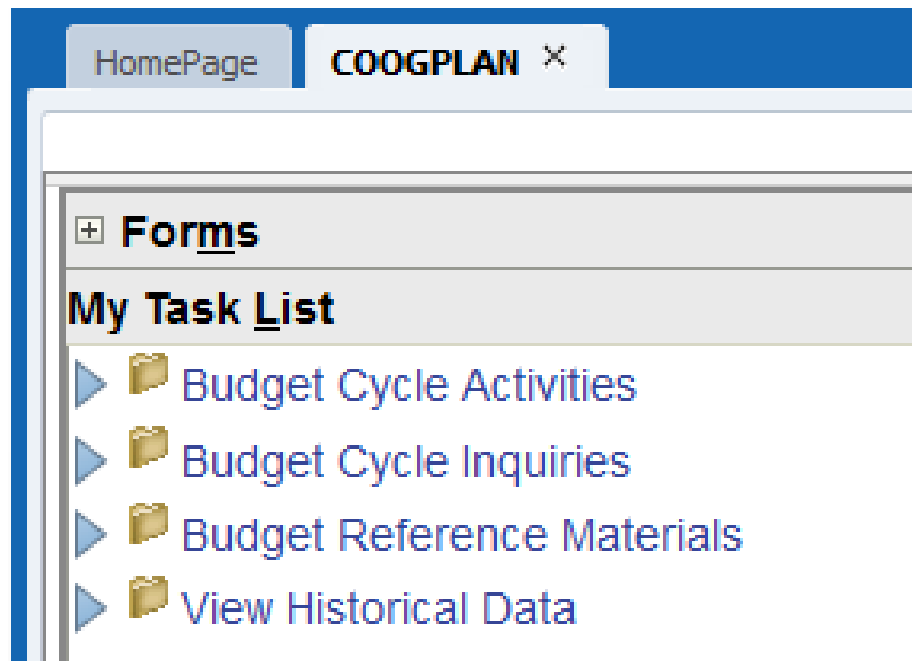 HomePage COOGPLAN ×
Forms
My Task List
Budget Cycle Activities
Budget Cycle Inquiries
Budget Reference Materials
View Historical Data